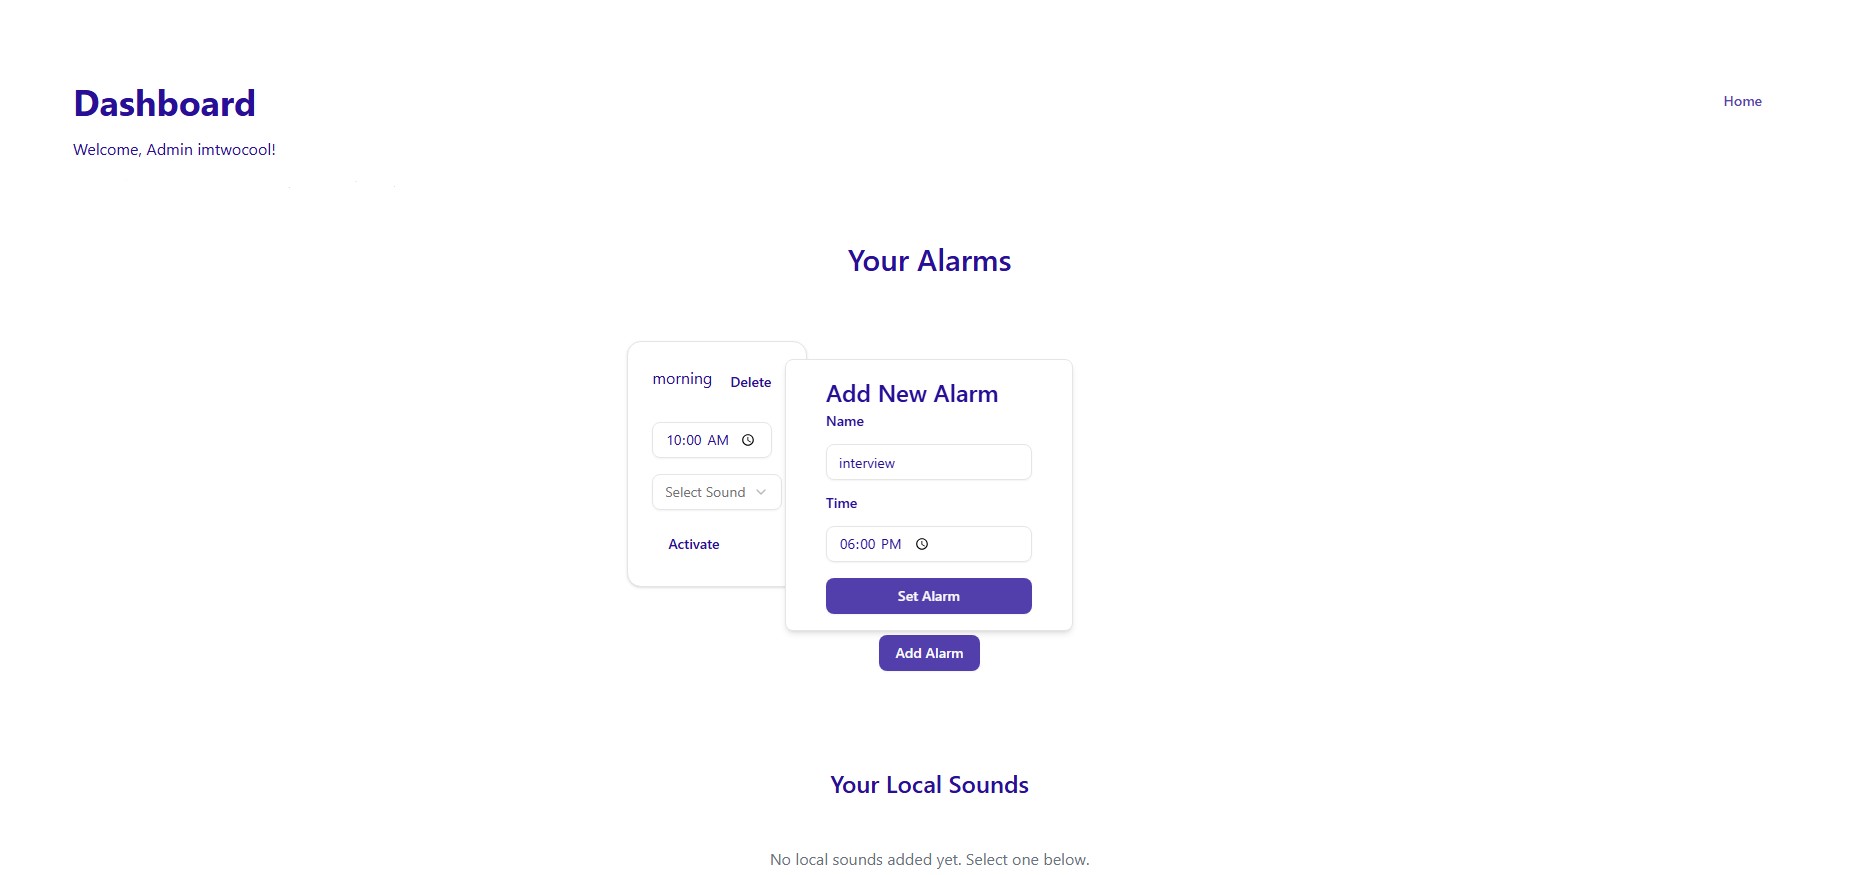 Dashboard
Home
Welcome, Admin imtwocool!
Your Alarms
morning
Delete
10:00 AM
Select Sound
Activate
Add New Alarm
Name
interview
Time
06:00 PM
Set Alarm
Add Alarm
Your Local Sounds
No local sounds added yet. Select one below.